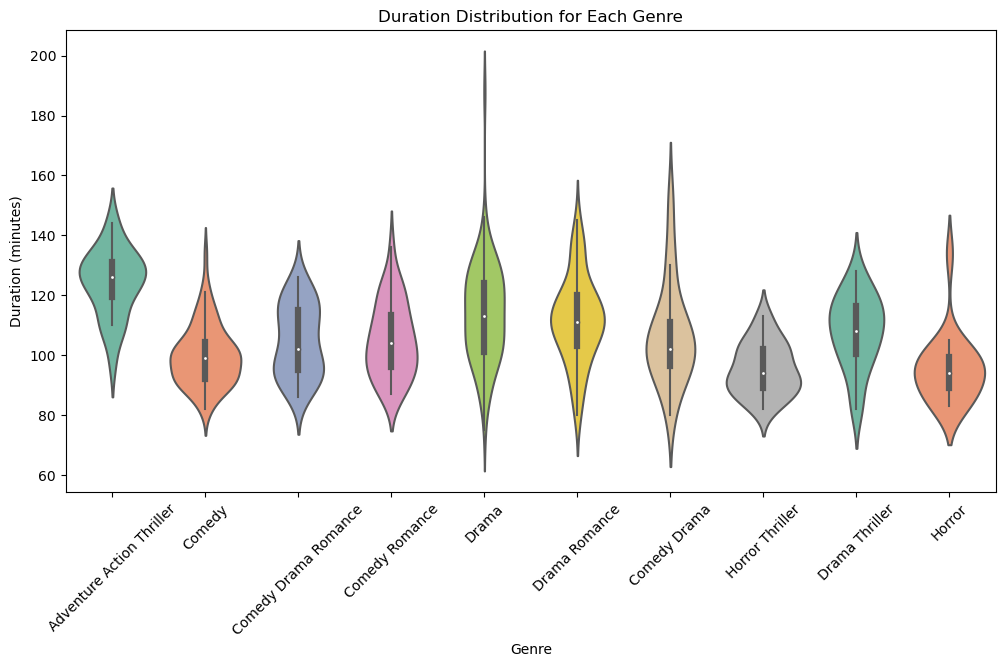 Duration Distribution for Each Genre
Duration (minutes)
200
180
160
140
120
100
80
60
Adventure Action Thriller
Comedy
Comedy Drama Romance
Comedy Romance
Drama
Drama Romance
Comedy Drama
Horror Thriller
Drama Thriller
Horror
Genre